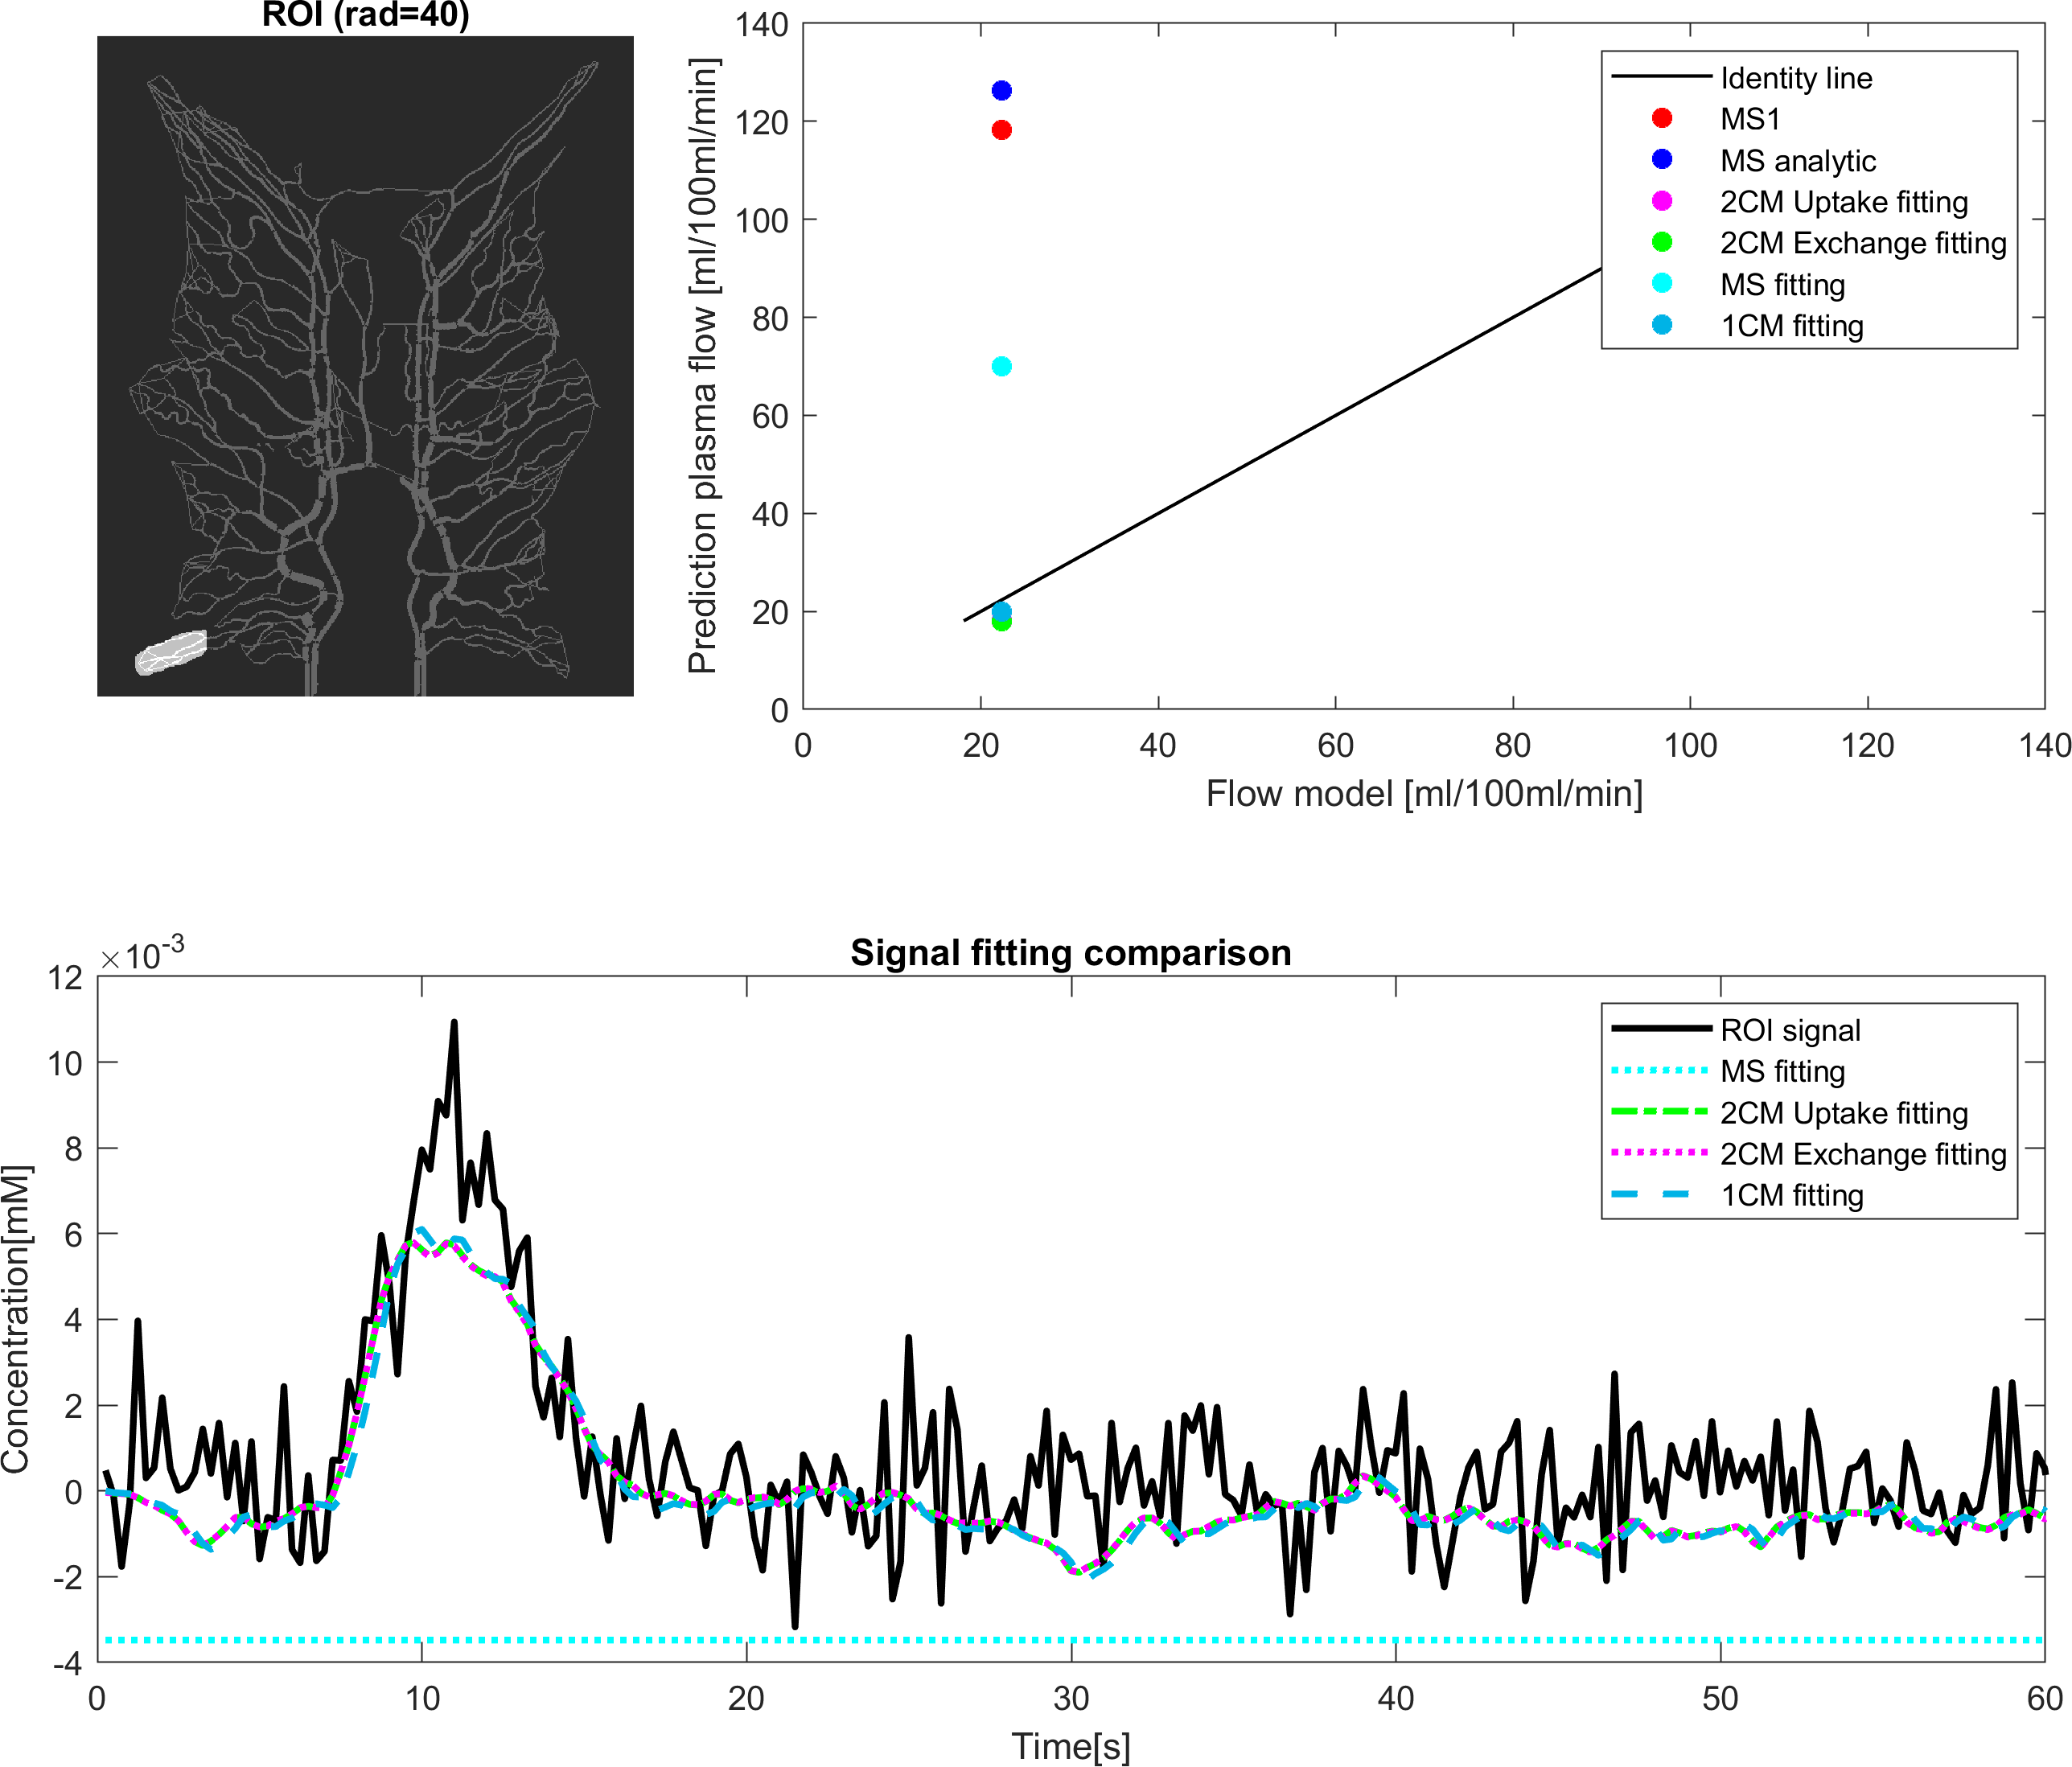 ROI (rad=40)
Prediction plasma flow [ml/100ml/min]
140
120
100
80
60
40
20
0
0 20 40 60 80 100 120 140
Flow model [ml/100ml/min]
Identity line
MS1
MS analytic
2CM Uptake fitting
2CM Exchange fitting
MS fitting
1CM fitting
Signal fitting comparison
×10-3
Concentration[mM]
12
10
8
6
4
2
0
-2
-4
0 10 20 30 40 50 60
Time[s]
ROI signal
MS fitting
2CM Uptake fitting
2CM Exchange fitting
1CM fitting